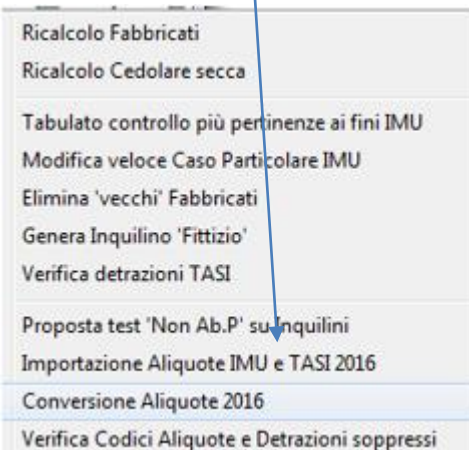 Ricalcolo Fabbricati
Ricalcolo Cedolare secca
Tabulato controllo più pertinenze ai fini IMU
Modifica veloce Caso Particolare IMU
Elimina 'vecchi' Fabbricati
Genera Inquilino 'Fittizio'
Verifica detrazioni TASI
Proposta test 'Non Ab.P' su Inquilini
Importazione Aliquote IMU e TASI 2016
Conversione Aliquote 2016
Verifica Codici Aliquote e Detrazioni soppressi